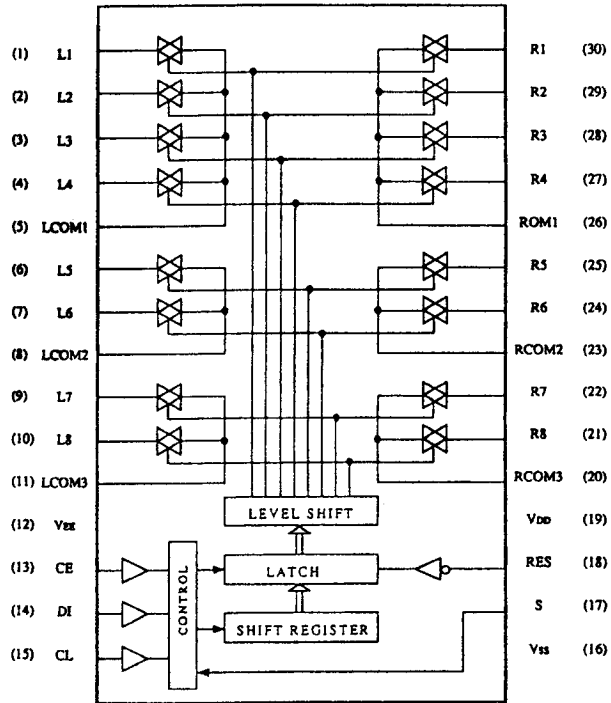 (1) L1 R1 (30)
(2) L2 R2 (29)
(3) L3 R3 (28)
(4) L4 R4 (27)
(5) LCOM1 ROM1 (26)
(6) L5 R5 (25)
(7) L6 R6 (24)
(8) LCOM2 RCOM2 (23)
(9) L7 R7 (22)
(10) L8 R8 (21)
(11) LCOM3 RCOM3 (20)
LEVEL SHIFT
(12) VEE VDD (19)
(13) CE LATCH RES (18)
CONTROL
(14) DI SHIFT REGISTER S (17)
(15) CL VSS (16)